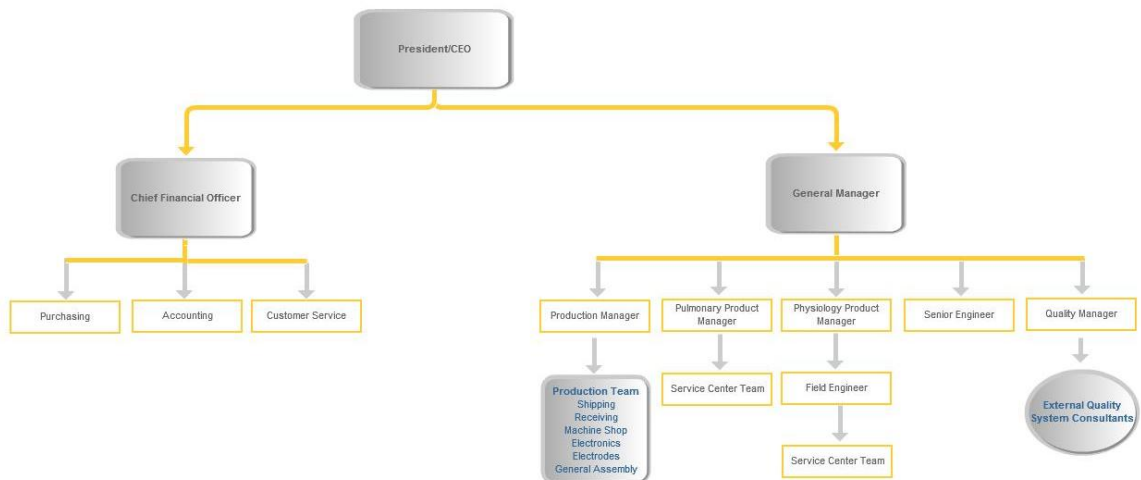 President/CEO
Chief Financial Officer
General Manager
Purchasing
Accounting
Customer Service
Production Manager
Pulmonary Product
Manager
Physiology Product
Manager
Senior Engineer
Quality Manager
Production Team
Shipping
Receiving
Machine Shop
Electronics
Electrodes
General Assembly
Service Center Team
Field Engineer
External Quality
System Consultants
Service Center Team